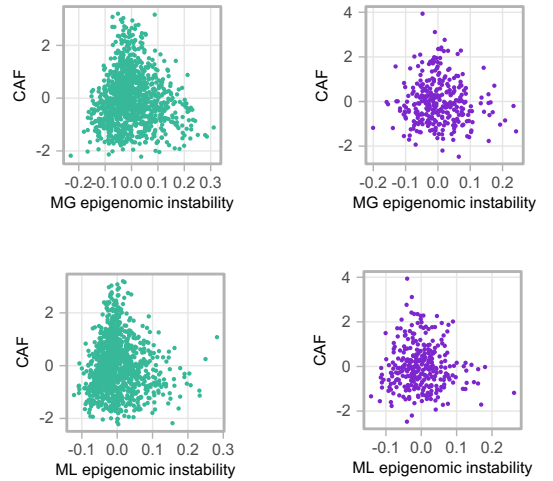 CAF
2
0
-2
-0.2-0.1 0.0 0.1 0.2 0.3
MG epigenomic instability
CAF
4
2
0
-2
-0.2 -0.1 0.0 0.1 0.2
MG epigenomic instability
CAF
2
0
-2
-0.1 0.0 0.1 0.2 0.3
ML epigenomic instability
CAF
4
2
0
-2
-0.1 0.0 0.1 0.2
ML epigenomic instability